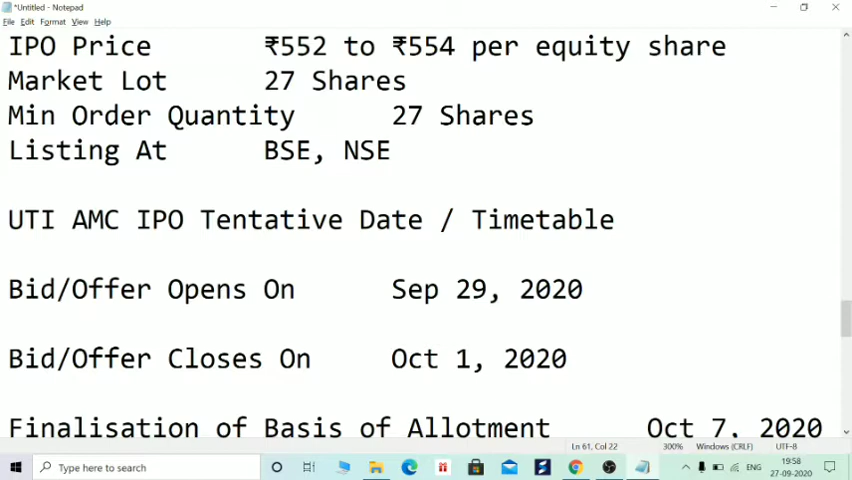 *Untitled - Notepad
File Edit Format View Help
IPO Price ₹552 to ₹554 per equity share
Market Lot 27 Shares
Min Order Quantity 27 Shares
Listing At BSE, NSE
UTI AMC IPO Tentative Date / Timetable
Bid/Offer Opens On Sep 29, 2020
Bid/Offer Closes On Oct 1, 2020
Finalisation of Basis of Allotment Oct 7, 2020
Ln 61, Col 22 300% Windows (CRLF) UTF-8
Type here to search
ENG
19:58
27-09-2020